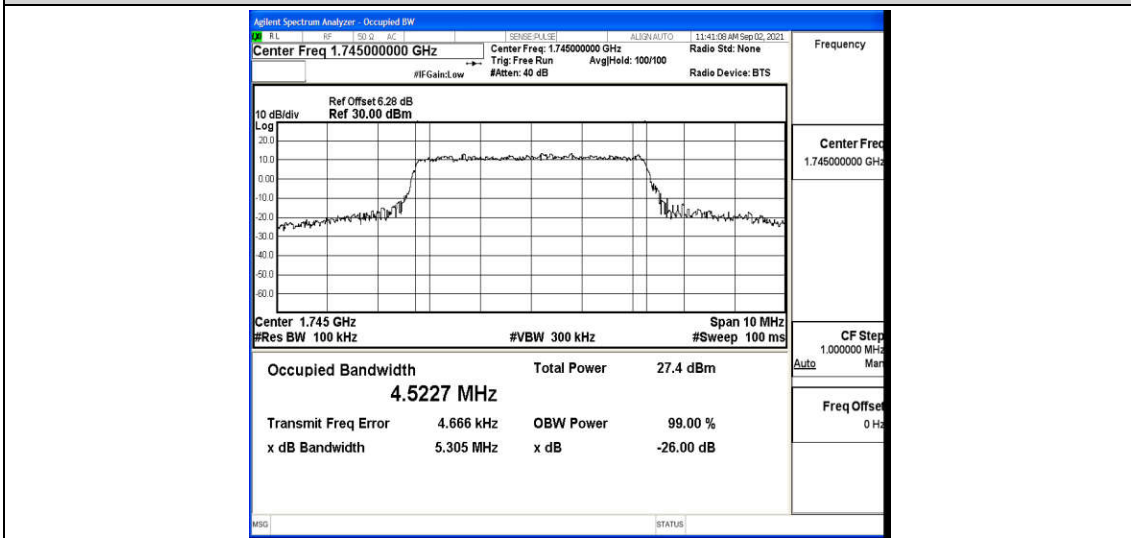 Agilent Spectrum Analyzer - Occupied BW
RL RF 50 Ω AC SENSE:PULSE ALIGN AUTO 11:41:08 AM Sep 02, 2021
Center Freq 1.745000000 GHz
Center Freq: 1.745000000 GHz
Radio Std: None
Trig: Free Run Avg|Hold: 100/100
#IFGain:Low
#Atten: 40 dB
Radio Device: BTS
Frequency
Ref Offset 6.28 dB
10 dB/div Ref 30.00 dBm
Log
20.0
10.0
0.00
-10.0
-20.0
-30.0
-40.0
-50.0
-60.0
Center 1.745 GHz
Span 10 MHz
#Res BW 100 kHz
#VBW 300 kHz
#Sweep 100 ms
Occupied Bandwidth
4.5227 MHz
Total Power 27.4 dBm
Transmit Freq Error 4.666 kHz
OBW Power 99.00 %
x dB Bandwidth 5.305 MHz
x dB -26.00 dB
Center Freq
1.745000000 GHz
CF Step
1.000000 MHz
Auto Man
Freq Offset
0 Hz
MSG
STATUS